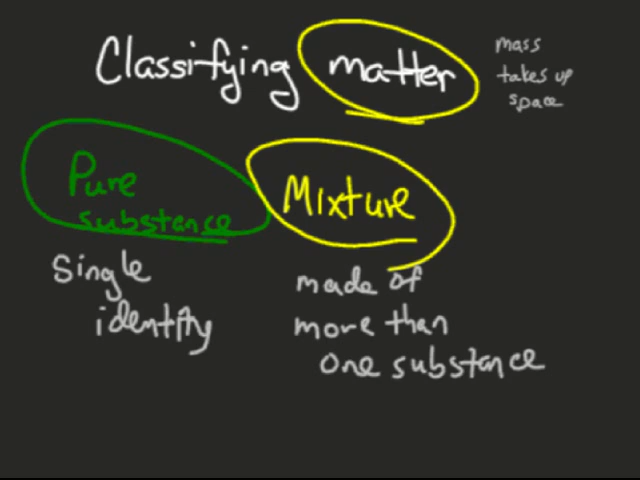 Classifying matter
mass
takes up
space
Pure
substance
Mixture
Single
identity
made of
more than
one substance